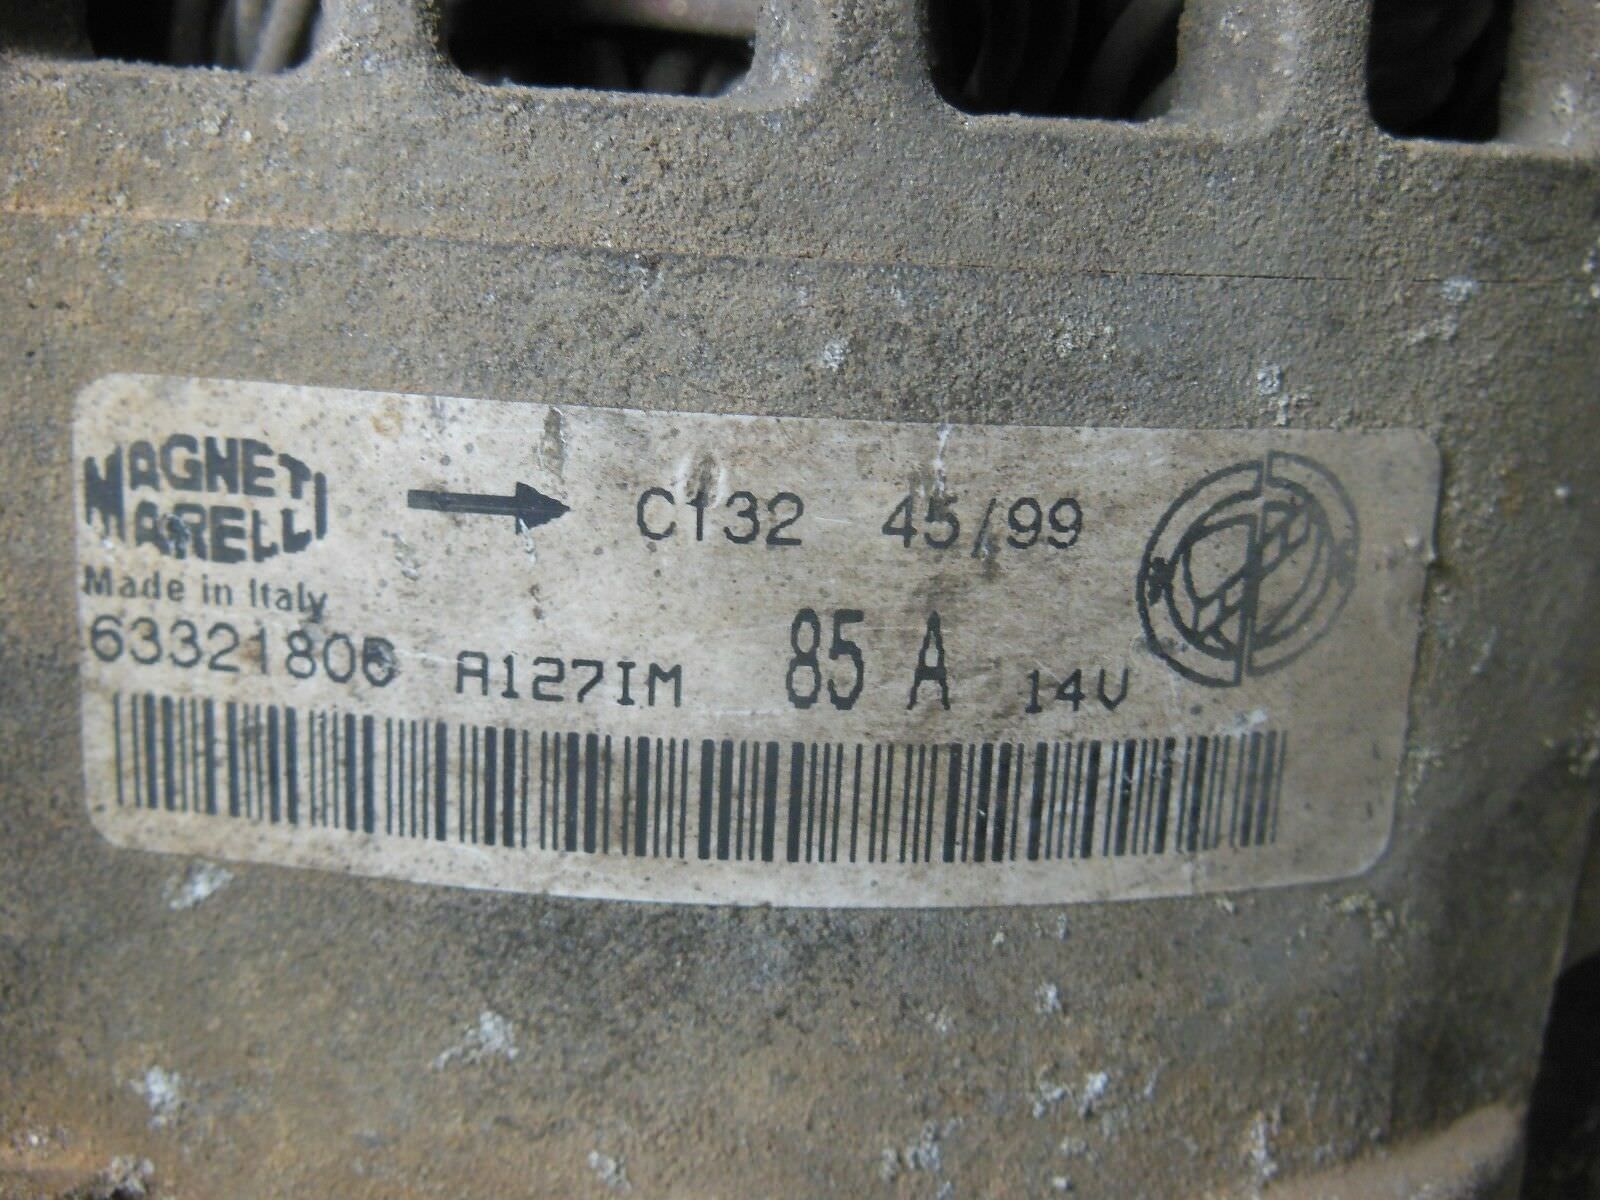 MAGNETI
MARELLI
Made in Italy
C132 45/99
63321806 A127IM 85 A 14V